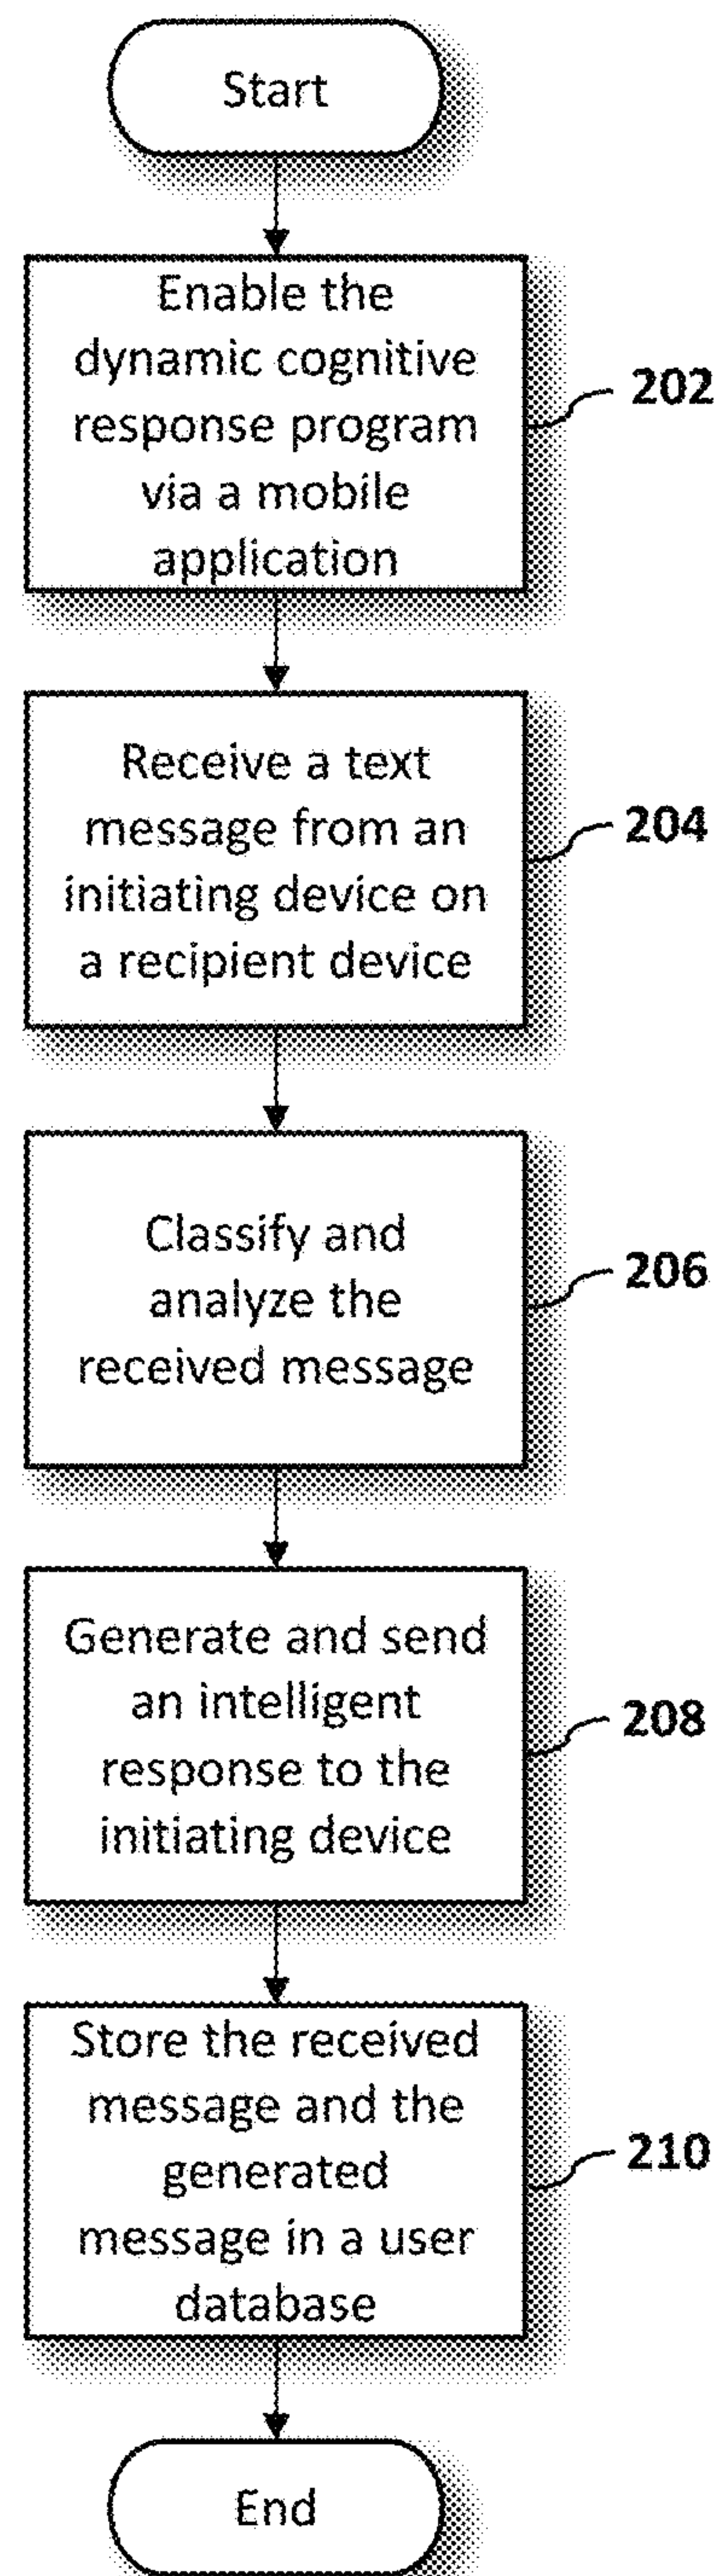 Start
Enable the
dynamic cognitive
response program
via a mobile
application
202
Receive a text
message from an
initiating device on
a recipient device
204
Classify and
analyze the
received message
206
Generate and send
an intelligent
response to the
initiating device
208
Store the received
message and the
generated
message in a user
database
210
End